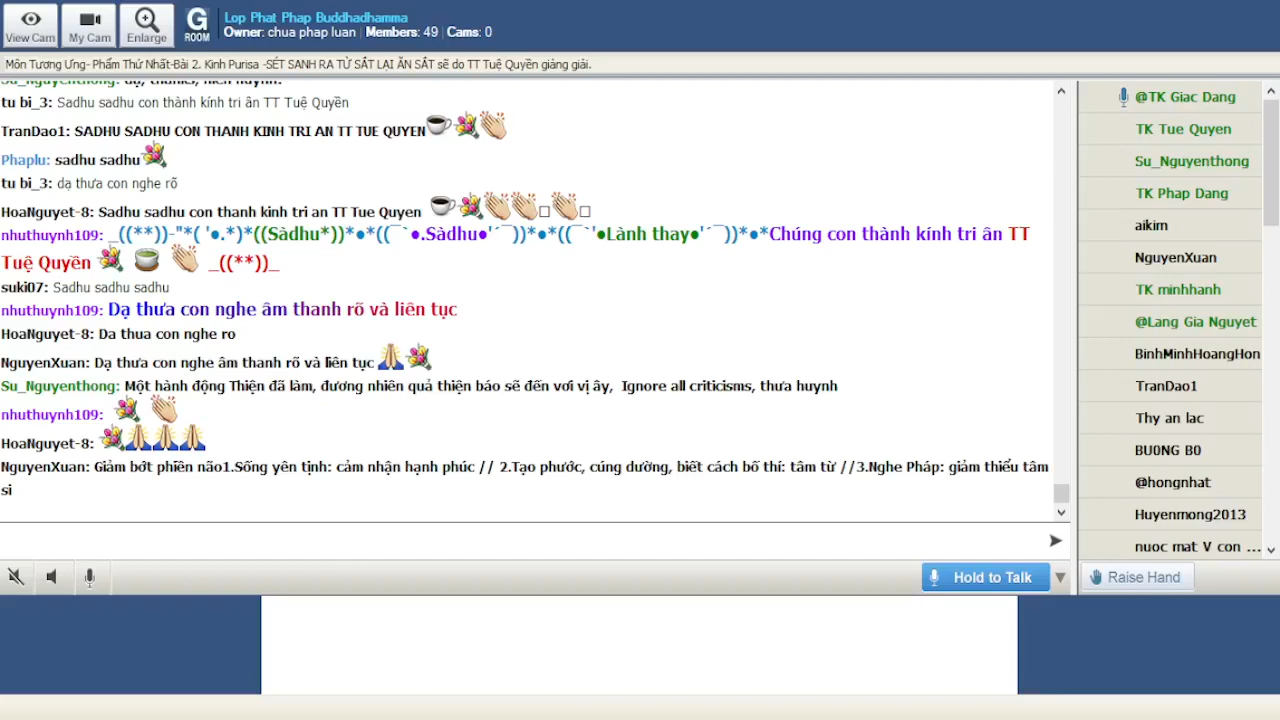 View Cam
My Cam
Enlarge
G ROOM
Lop Phat Phap Buddhadhamma
Owner: chua phap luan | Members: 49 | Cams: 0
Môn Tương Ưng- Phẩm Thứ Nhất-Bài 2. Kinh Purisa -SÉT SANH RA TỪ SẮT LẠI ĂN SẮT sẽ do TT Tuệ Quyền giảng giải.
tu bi_3: Sadhu sadhu con thành kính tri ân TT Tuệ Quyền
TranDao1: SADHU SADHU CON THANH KINH TRI AN TT TUE QUYEN
Phaplu: sadhu sadhu
tu bi_3: dạ thưa con nghe rõ
HoaNguyet-8: Sadhu sadhu con thanh kinh tri an TT Tue Quyen
nhuthuynh109: _((**))-"*( '●.*)*((Sàdhu*))*●*((¯`●.Sàdhu●'´¯))*●*((¯`'●Lành thay●'´¯))*●*Chúng con thành kính tri ân TT
Tuệ Quyền _((**))_
suki07: Sadhu sadhu sadhu
nhuthuynh109: Dạ thưa con nghe âm thanh rõ và liên tục
HoaNguyet-8: Da thua con nghe ro
NguyenXuan: Dạ thưa con nghe âm thanh rõ và liên tục
Su_Nguyenthong: Một hành động Thiện đã làm, đương nhiên quả thiện báo sẽ đến vơi vị ây, Ignore all criticisms, thưa huynh
nhuthuynh109:
HoaNguyet-8:
NguyenXuan: Giảm bớt phiền não1.Sống yên tịnh: cảm nhận hạnh phúc // 2.Tạo phước, cúng dường, biết cách bố thí: tâm từ //3.Nghe Pháp: giảm thiểu tâm
si
@TK Giac Dang
TK Tue Quyen
Su_Nguyenthong
TK Phap Dang
aikim
NguyenXuan
TK minhhanh
@Lang Gia Nguyet
BinhMinhHoangHon
TranDao1
Thy an lac
BU0NG B0
@hongnhat
Huyenmong2013
nuoc mat V con ...
Hold to Talk
Raise Hand